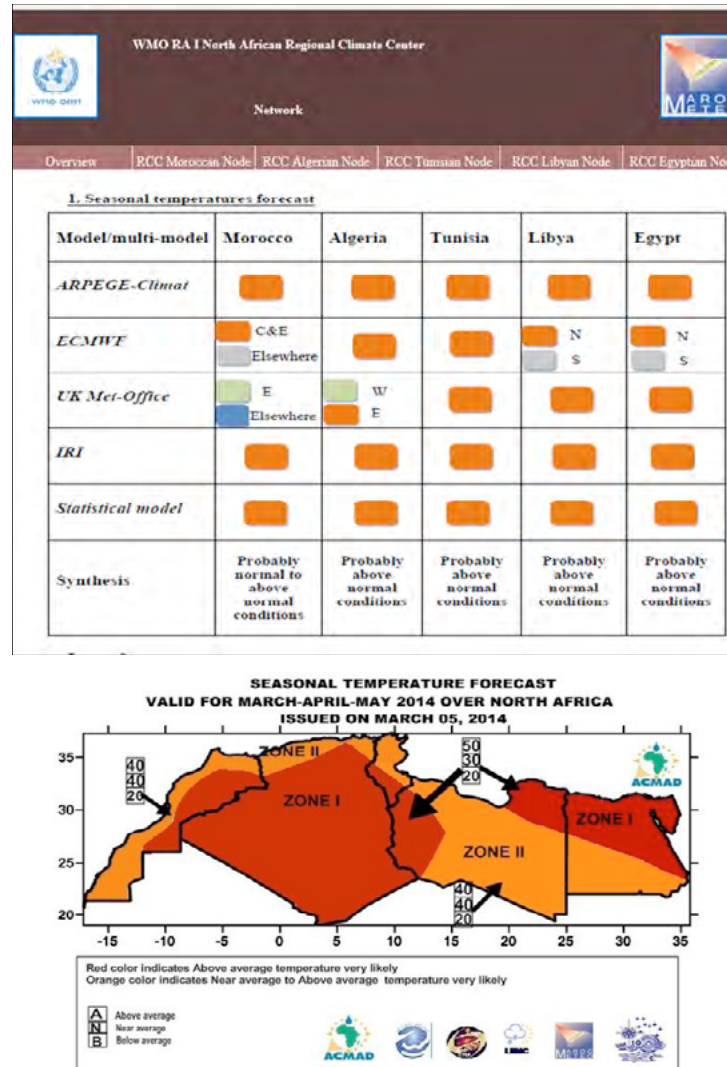 WMO RA I North African Regional Climate Center
Network
WMO OMM
MARO
METE
Overview RCC Moroccan Node RCC Algerian Node RCC Tunisian Node RCC Libyan Node RCC Egyptian No
1. Seasonal temperatures forecast
Model/multi-model Morocco Algeria Tunisia Libya Egypt
ARPEGE-Climat
ECMWF
C&E
Elsewhere
N
S
N
S
UK Met-Office
E
Elsewhere
W
E
IRI
Statistical model
Synthesis
Probably normal to above normal conditions
Probably above normal conditions
Probably above normal conditions
Probably above normal conditions
Probably above normal conditions
SEASONAL TEMPERATURE FORECAST
VALID FOR MARCH-APRIL-MAY 2014 OVER NORTH AFRICA
ISSUED ON MARCH 05, 2014
35
30
25
20
40
40
20
ZONE II
ZONE I
50
30
20
ACMAD
ZONE I
ZONE II
40
40
20
-15 -10 -5 0 5 10 15 20 25 30 35
Red color indicates Above average temperature very likely
Orange color indicates Near average to Above average temperature very likely
A Above average
N Near average
B Below average
ACMAD